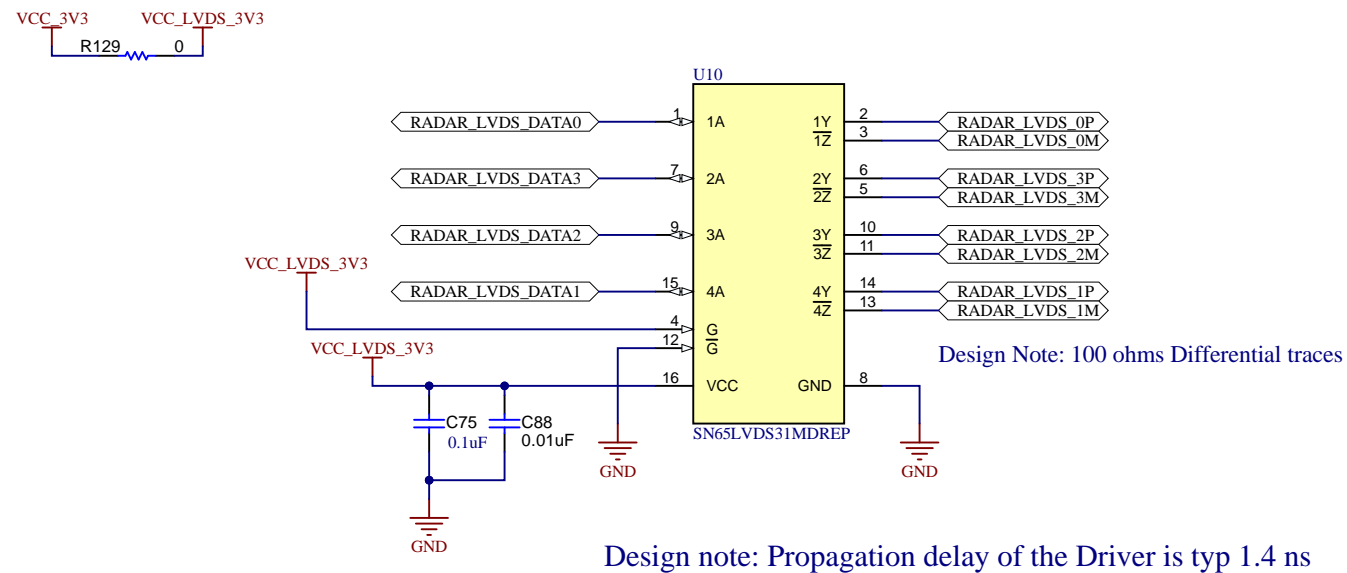 VCC_3V3 VCC_LVDS_3V3
R129 0
U10
RADAR_LVDS_DATA0 1 1A 1Y 2 RADAR_LVDS_0P
1Z 3 RADAR_LVDS_0M
RADAR_LVDS_DATA3 7 2A 2Y 6 RADAR_LVDS_3P
2Z 5 RADAR_LVDS_3M
RADAR_LVDS_DATA2 9 3A 3Y 10 RADAR_LVDS_2P
3Z 11 RADAR_LVDS_2M
VCC_LVDS_3V3
RADAR_LVDS_DATA1 15 4A 4Y 14 RADAR_LVDS_1P
4Z 13 RADAR_LVDS_1M
4 G
12 G
VCC_LVDS_3V3
Design Note: 100 ohms Differential traces
16 VCC GND 8
C75 C88
0.1uF 0.01uF
SN65LVDS31MDREP
GND GND
GND
Design note: Propagation delay of the Driver is typ 1.4 ns